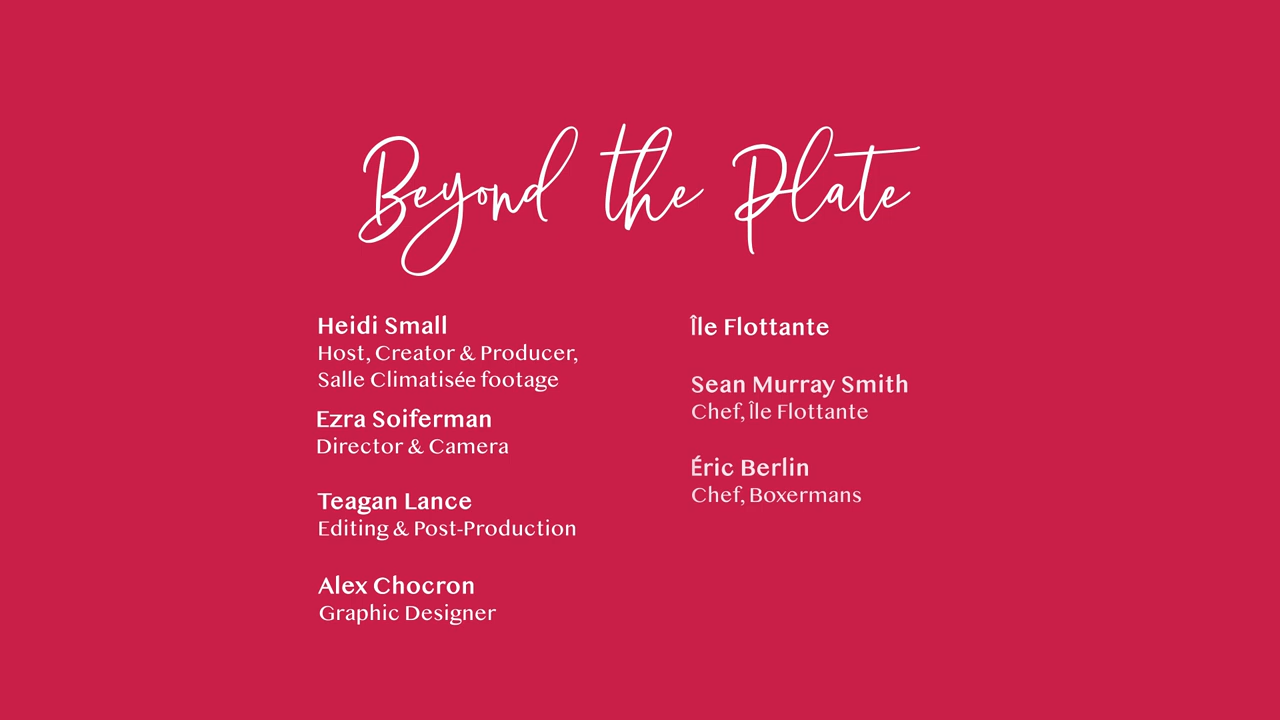 Beyond the Plate
Heidi Small
Host, Creator & Producer,
Salle Climatisée footage
Ezra Soiferman
Director & Camera
Teagan Lance
Editing & Post-Production
Alex Chocron
Graphic Designer
Île Flottante
Sean Murray Smith
Chef, Île Flottante
Éric Berlin
Chef, Boxermans